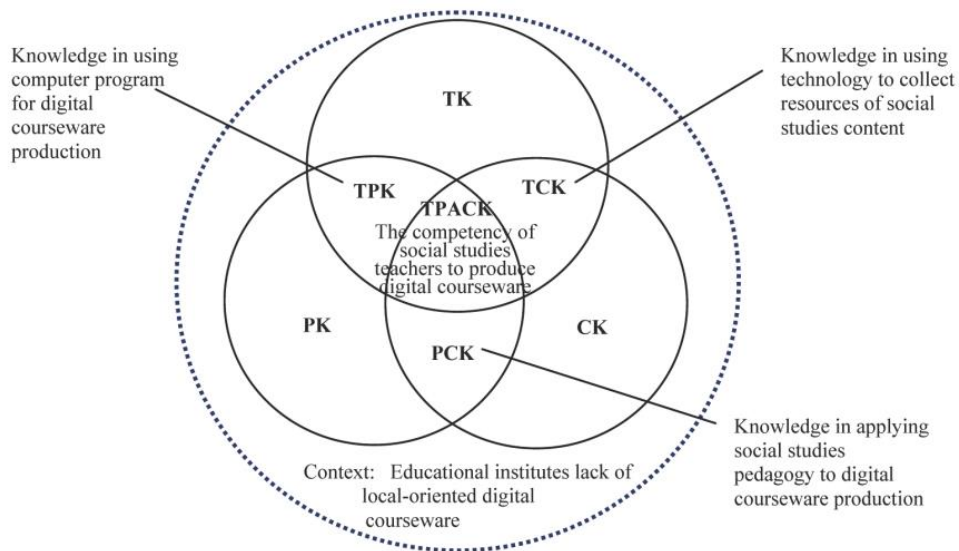 Knowledge in using
computer program
for digital
courseware
production
Knowledge in using
technology to collect
resources of social
studies content
TK
TPK
TCK
TPACK
The competency of
social studies
teachers to produce
digital courseware
PK
CK
PCK
Knowledge in applying
social studies
pedagogy to digital
courseware production
Context: Educational institutes lack of
local-oriented digital
courseware